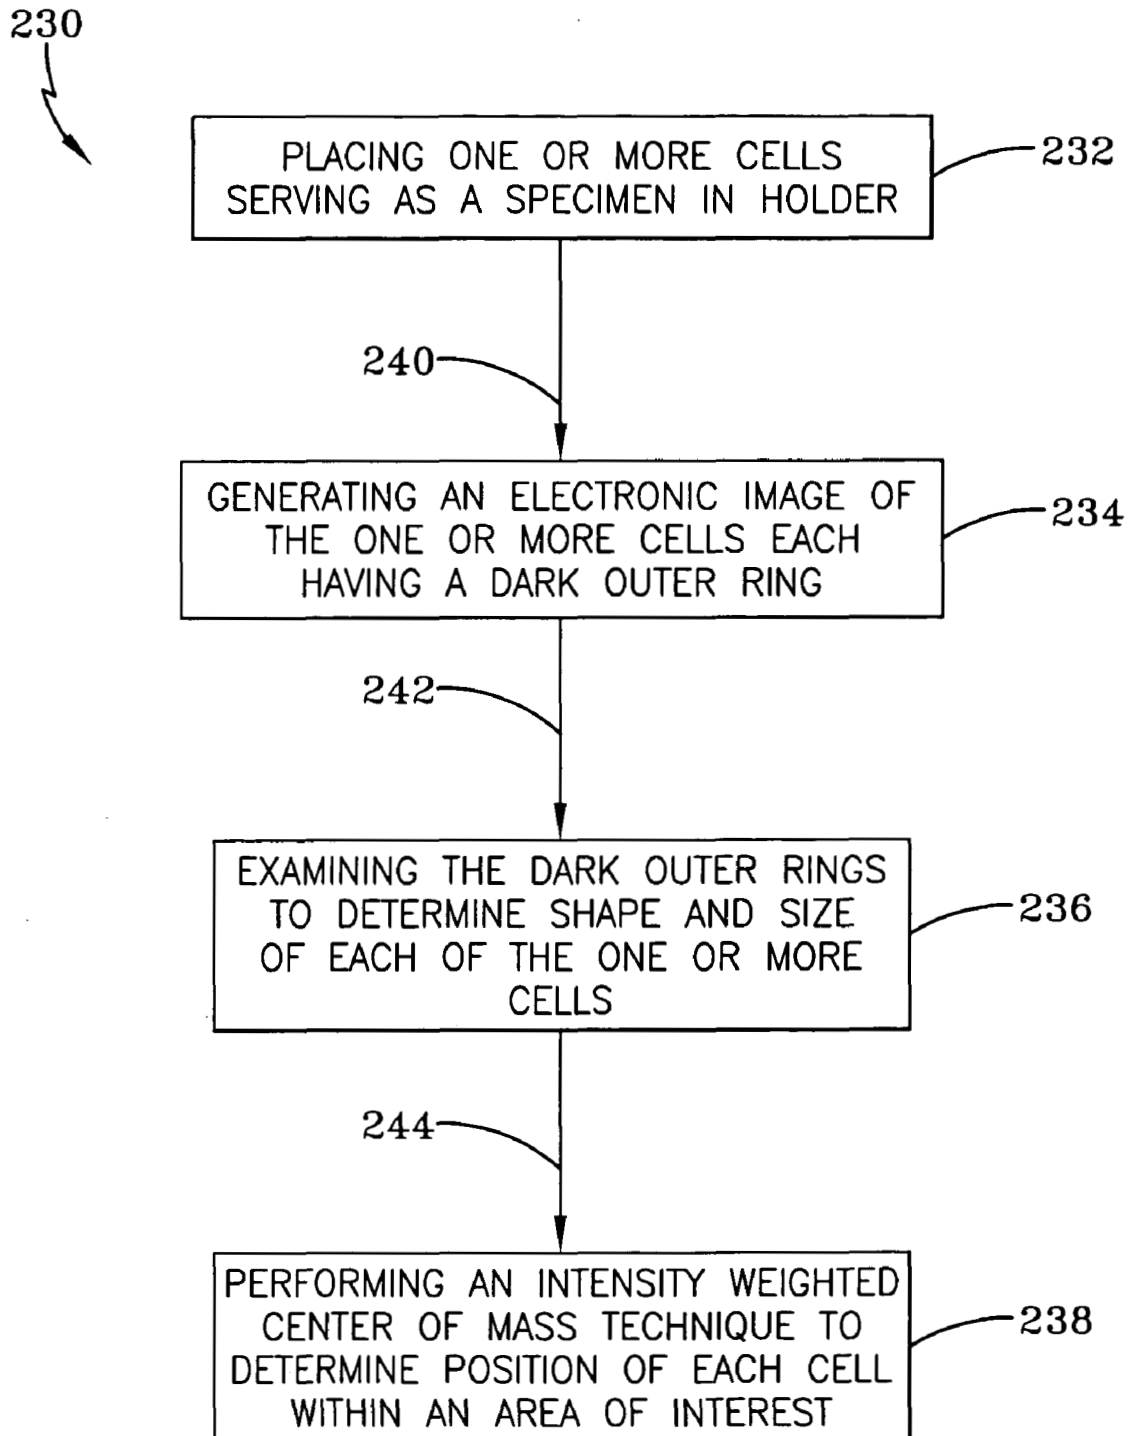 230
PLACING ONE OR MORE CELLS
SERVING AS A SPECIMEN IN HOLDER
232
240
GENERATING AN ELECTRONIC IMAGE OF
THE ONE OR MORE CELLS EACH
HAVING A DARK OUTER RING
234
242
EXAMINING THE DARK OUTER RINGS
TO DETERMINE SHAPE AND SIZE
OF EACH OF THE ONE OR MORE
CELLS
236
244
PERFORMING AN INTENSITY WEIGHTED
CENTER OF MASS TECHNIQUE TO
DETERMINE POSITION OF EACH CELL
WITHIN AN AREA OF INTEREST
238